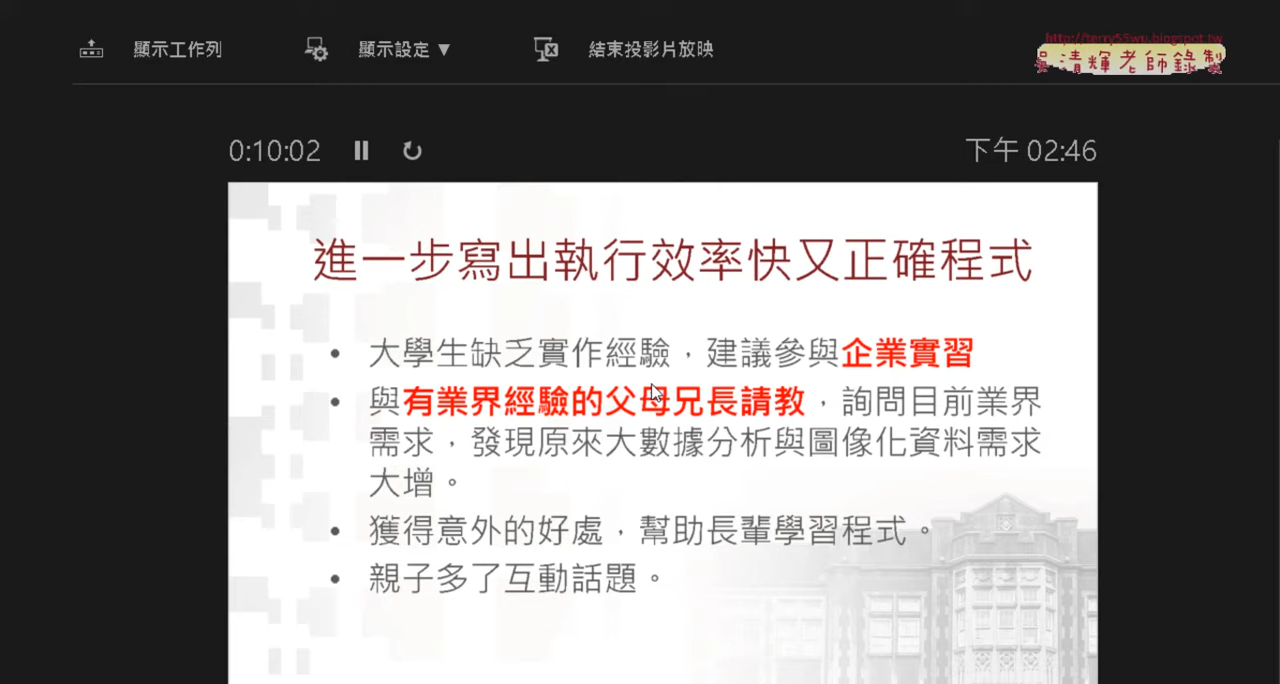 顯示工作列
顯示設定 ▼
結束投影片放映
http://terry55wu.blogspot.tw
吳清輝老師錄製
0:10:02
下午 02:46
進一步寫出執行效率快又正確程式
• 大學生缺乏實作經驗，建議參與企業實習
• 與有業界經驗的父母兄長請教，詢問目前業界
需求，發現原來大數據分析與圖像化資料需求
大增。
• 獲得意外的好處，幫助長輩學習程式。
• 親子多了互動話題。